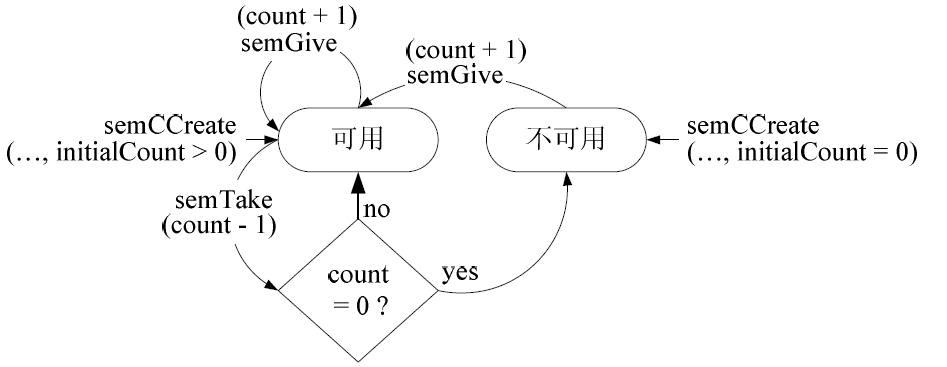 (count + 1)
semGive
(count + 1)
semGive
semCCreate
(…, initialCount > 0)
可用
不可用
semCCreate
(…, initialCount = 0)
semTake
(count - 1)
no
count
= 0 ?
yes